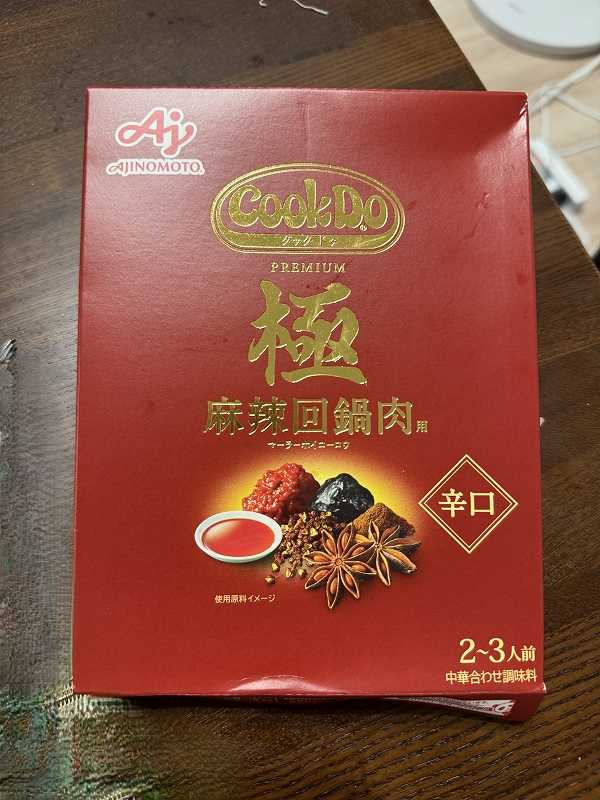 Aj
AJINOMOTO®
CookDo®
クックドゥ
PREMIUM
極
麻辣回鍋肉用
マーラーホイコーロウ
辛口
使用原料イメージ
2~3人前
中華合わせ調味料